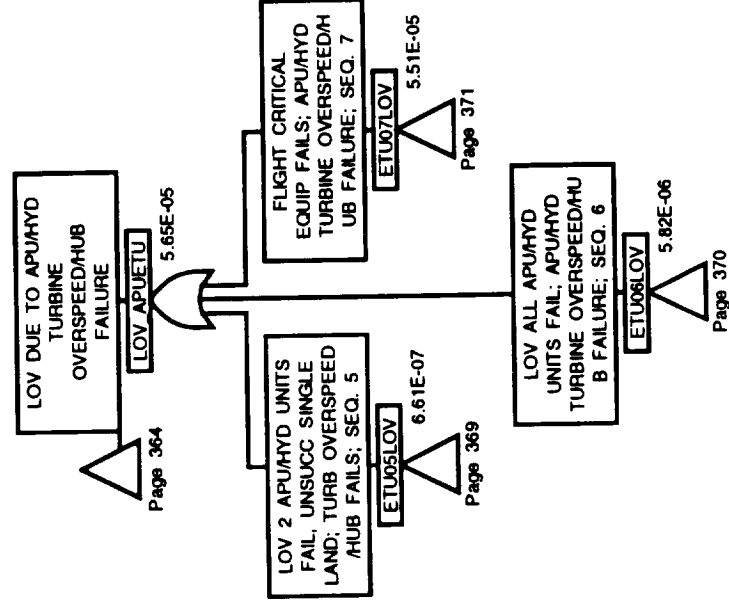 LOV DUE TO APU/HYD
TURBINE
OVERSPEED/HUB
FAILURE
LOV APUETU
5.65E-05
Page 364
LOV 2 APU/HYD UNITS
FAIL, UNSUCC SINGLE
LAND; TURB OVERSPEED
/HUB FAILS; SEQ. 5
ETU05LOV
6.61E-07
Page 369
FLIGHT CRITICAL
EQUIP FAILS; APU/HYD
TURBINE OVERSPEED/H
UB FAILURE; SEQ. 7
ETU07LOV
5.51E-05
Page 371
LOV ALL APU/HYD
UNITS FAIL; APU/HYD
TURBINE OVERSPEED/HU
B FAILURE; SEQ. 6
ETU06LOV
5.82E-06
Page 370